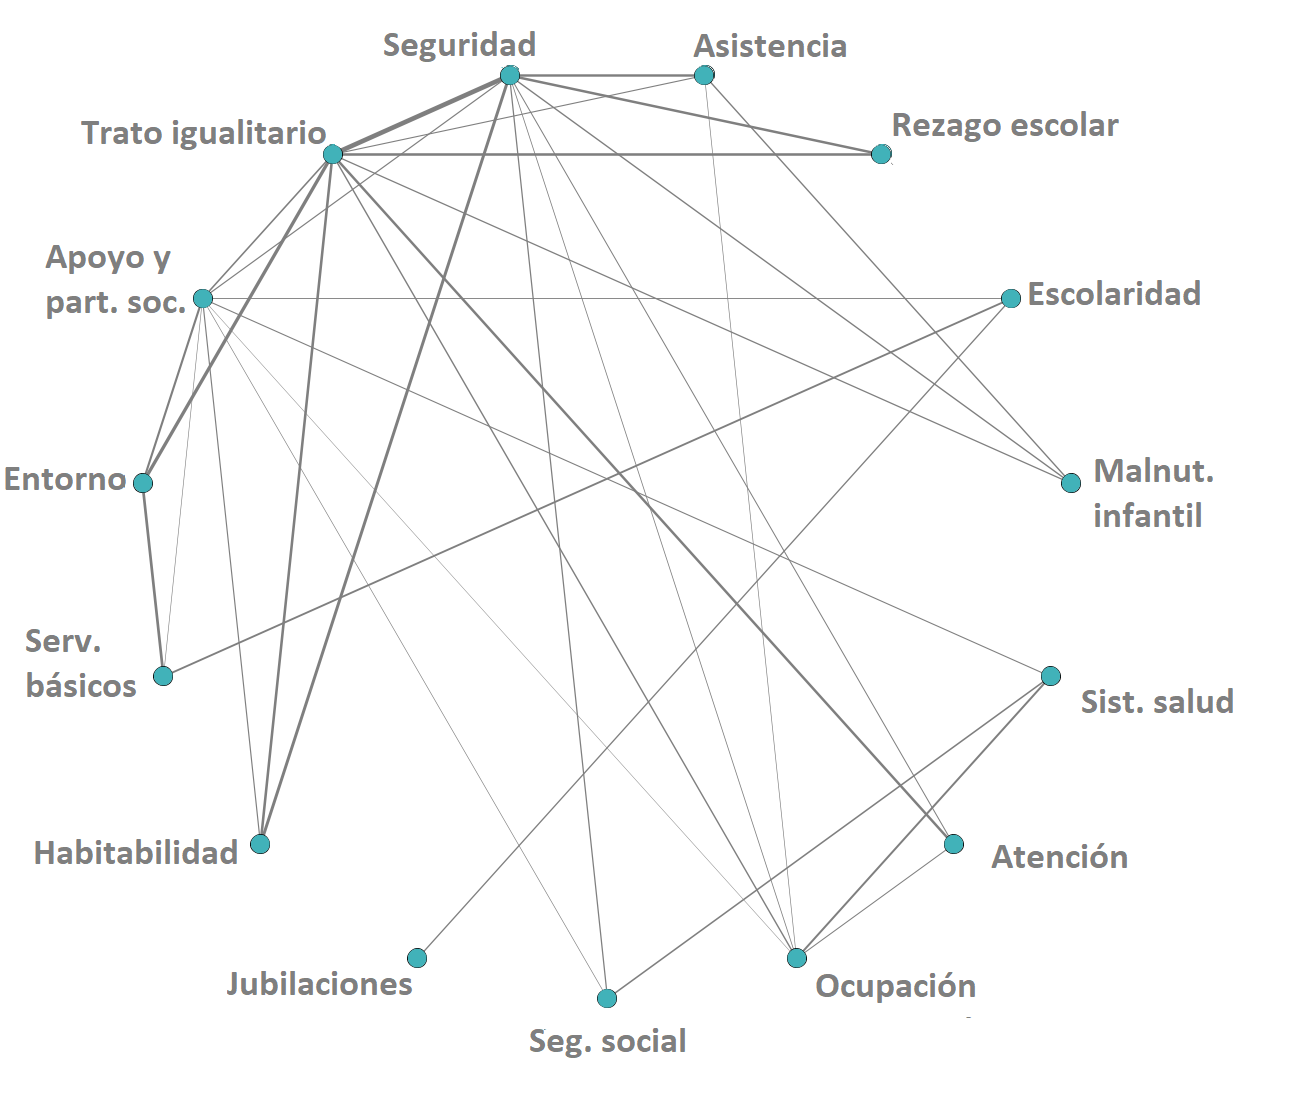 Seguridad
Asistencia
Trato igualitario
Rezago escolar
Apoyo y
part. soc.
Escolaridad
Entorno
Malnut.
infantil
Serv.
básicos
Sist. salud
Habitabilidad
Atención
Jubilaciones
Ocupación
Seg. social